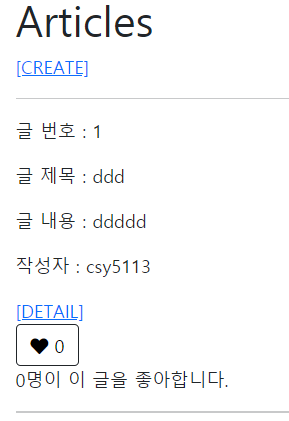 Articles
[CREATE]
글 번호 : 1
글 제목 : ddd
글 내용 : ddddd
작성자 : csy5113
[DETAIL]
0
0명이 이 글을 좋아합니다.